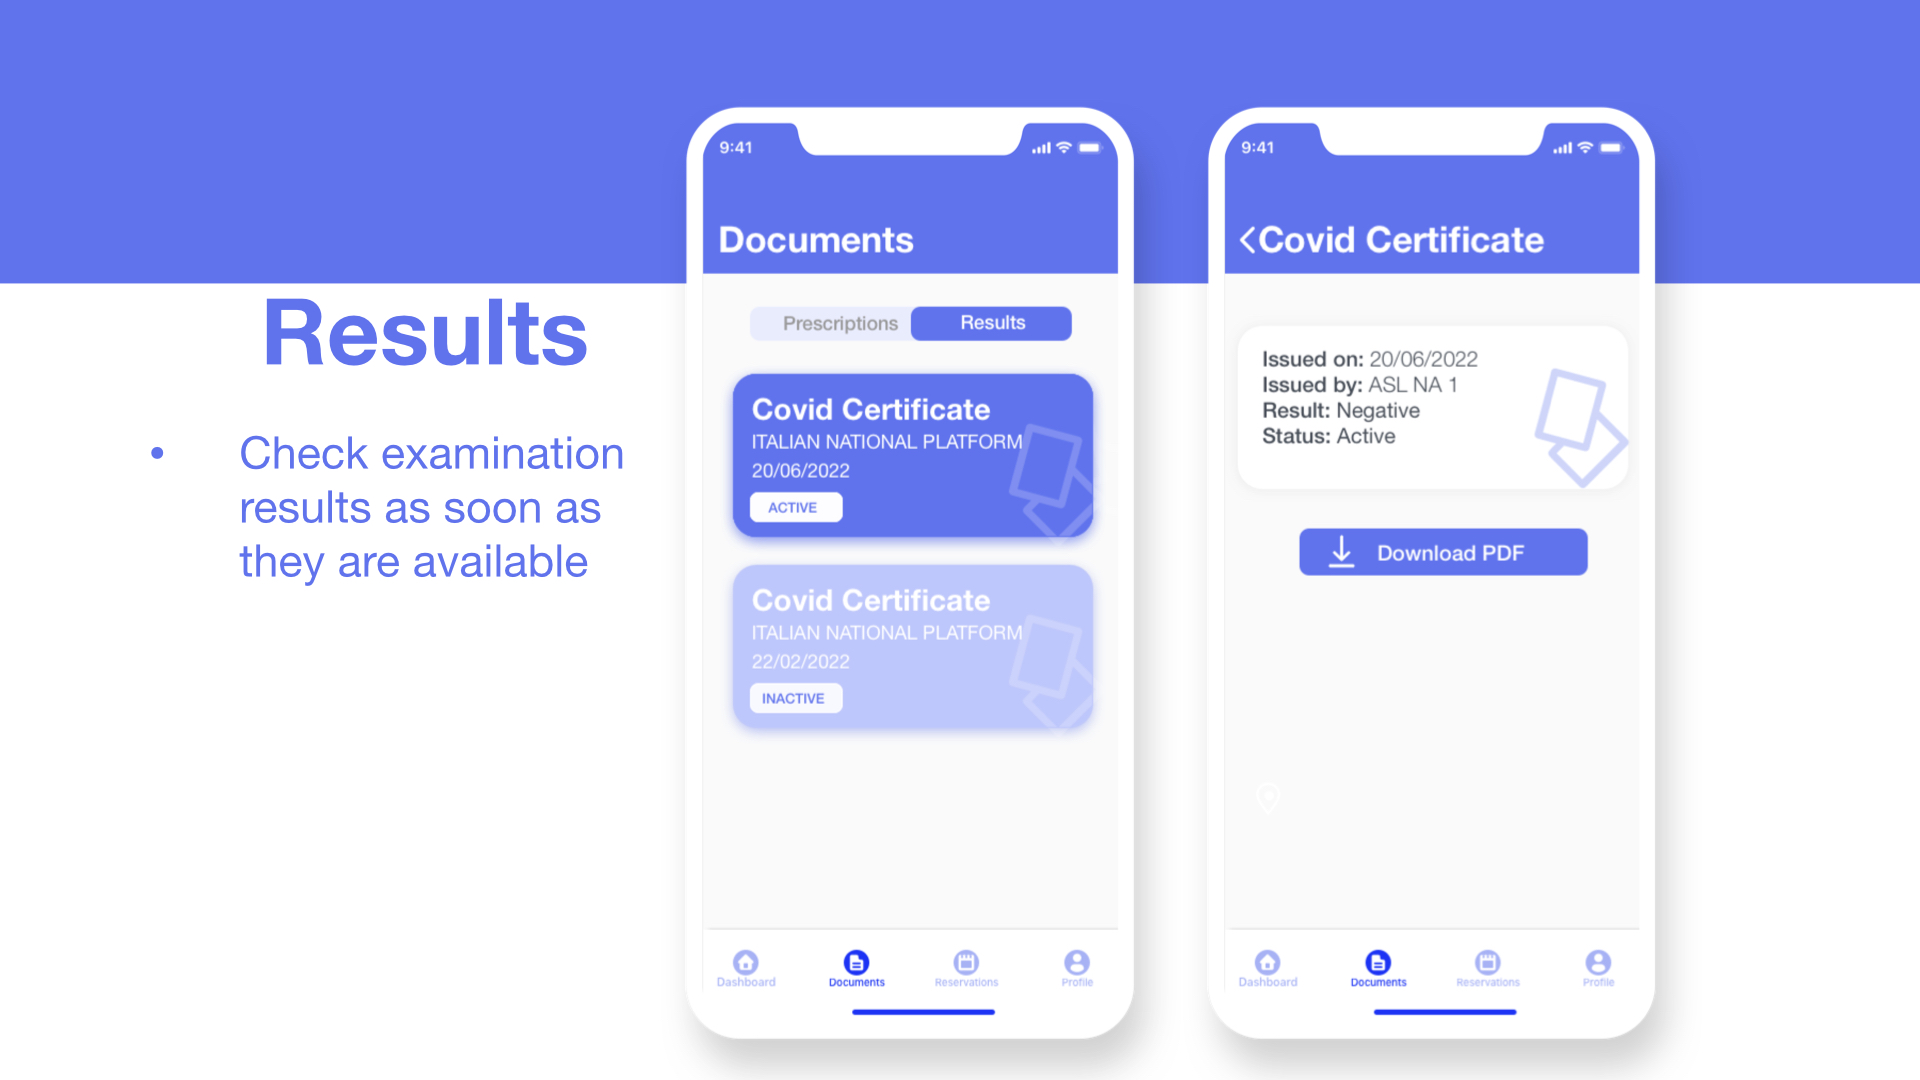 Results
• Check examination
results as soon as
they are available
9:41
Documents
Prescriptions Results
Covid Certificate
ITALIAN NATIONAL PLATFORM
20/06/2022
ACTIVE
Covid Certificate
ITALIAN NATIONAL PLATFORM
22/02/2022
INACTIVE
Dashboard Documents Reservations Profile
9:41
Covid Certificate
Issued on: 20/06/2022
Issued by: ASL NA 1
Result: Negative
Status: Active
Download PDF
Dashboard Documents Reservations Profile